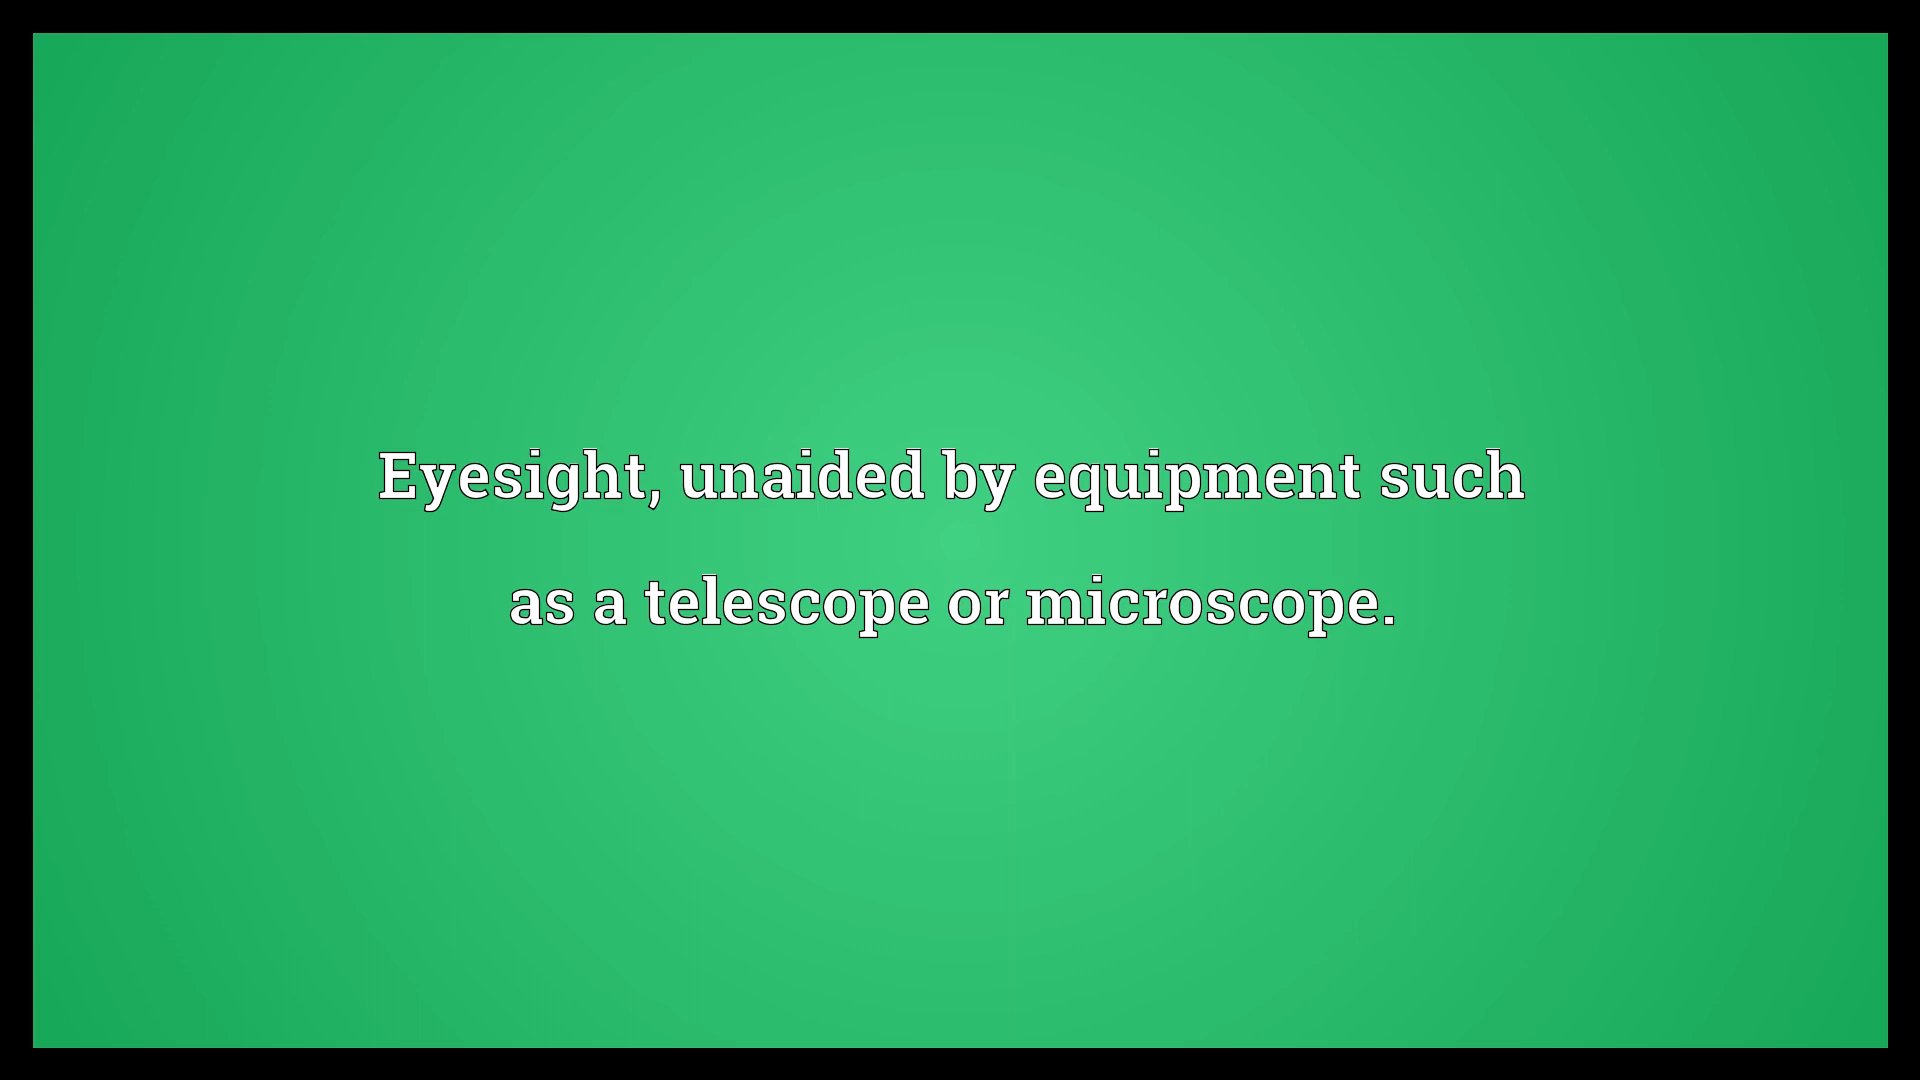 Eyesight, unaided by equipment such
as a telescope or microscope.